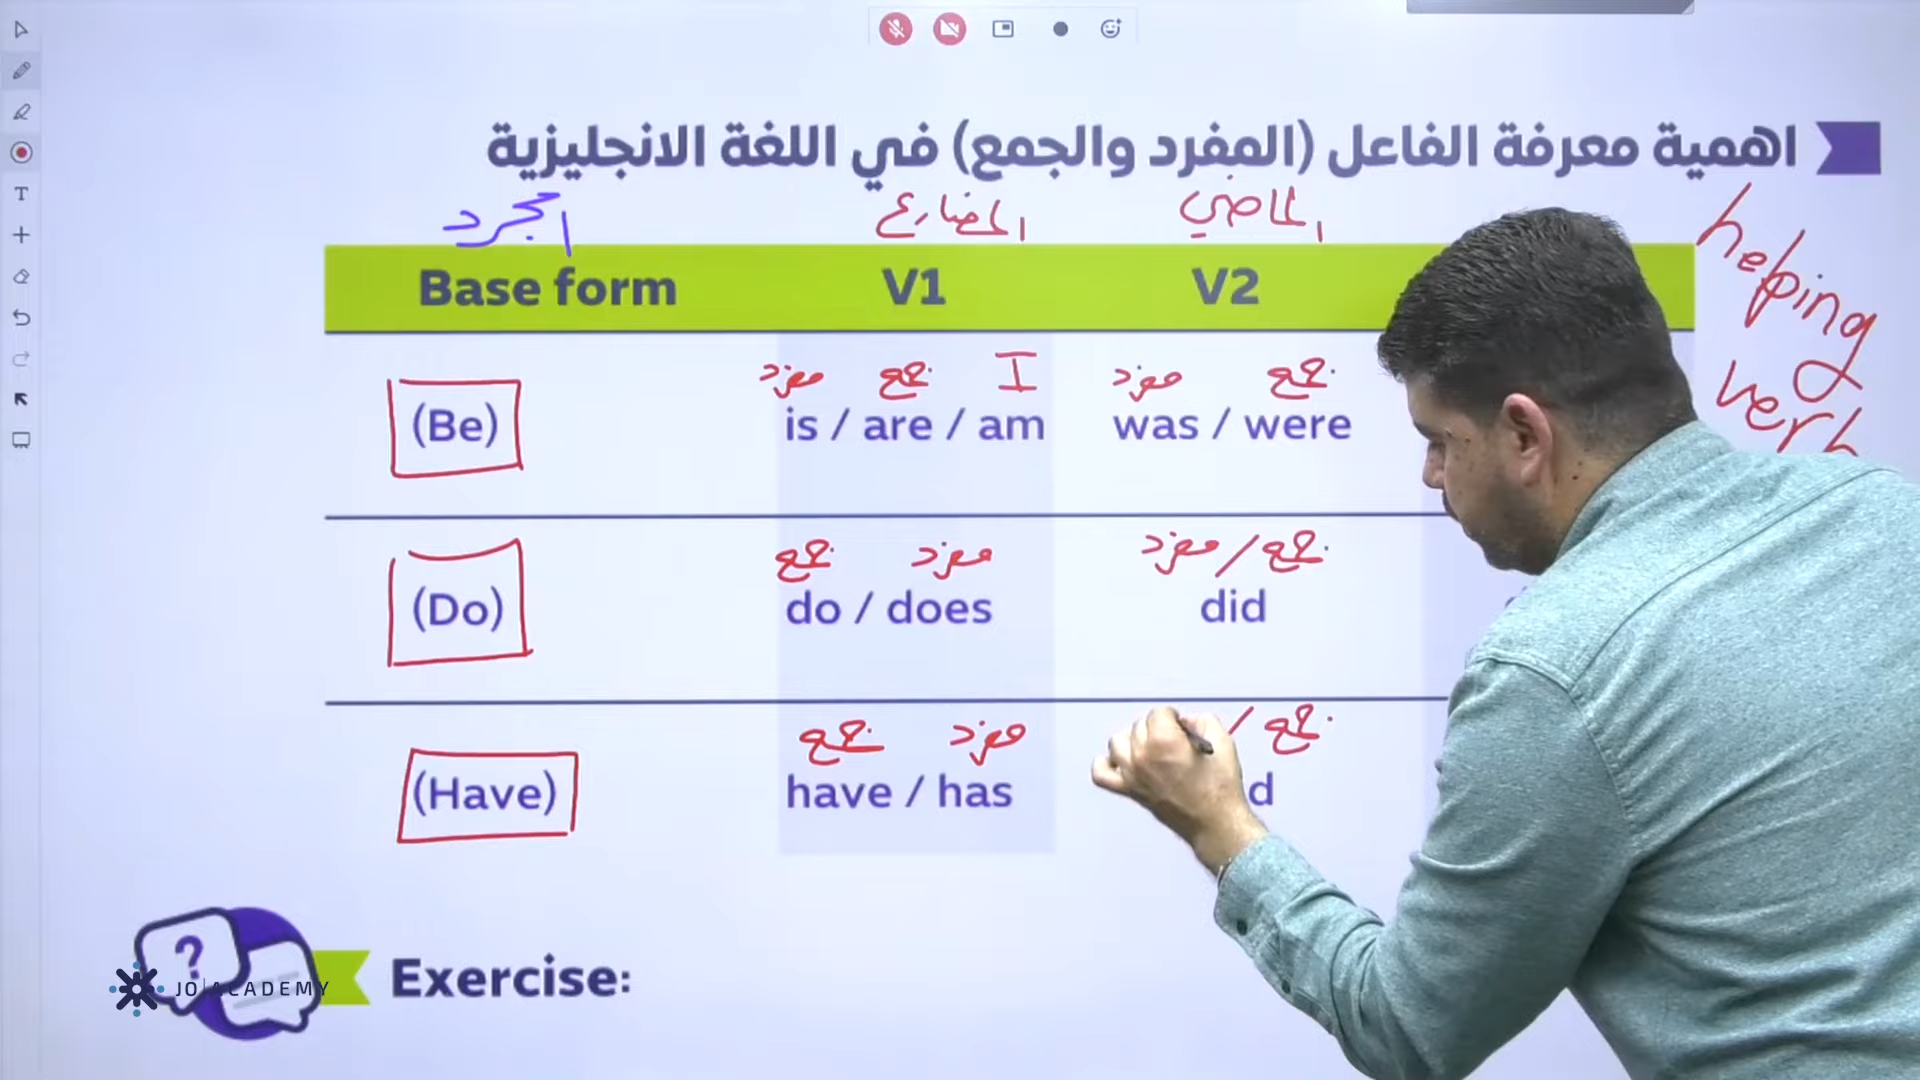 اهمية معرفة الفاعل (المفرد والجمع) في اللغة الانجليزية
المجرد المضارع الماضي
Base form V1 V2
helping
verb
مفرد جمع I مفرد جمع
(Be) is / are / am was / were
جمع مفرد مفرد / جمع
(Do) do / does did
جمع مفرد / جمع
(Have) have / has d
?
JO ACADEMY
Exercise:
T